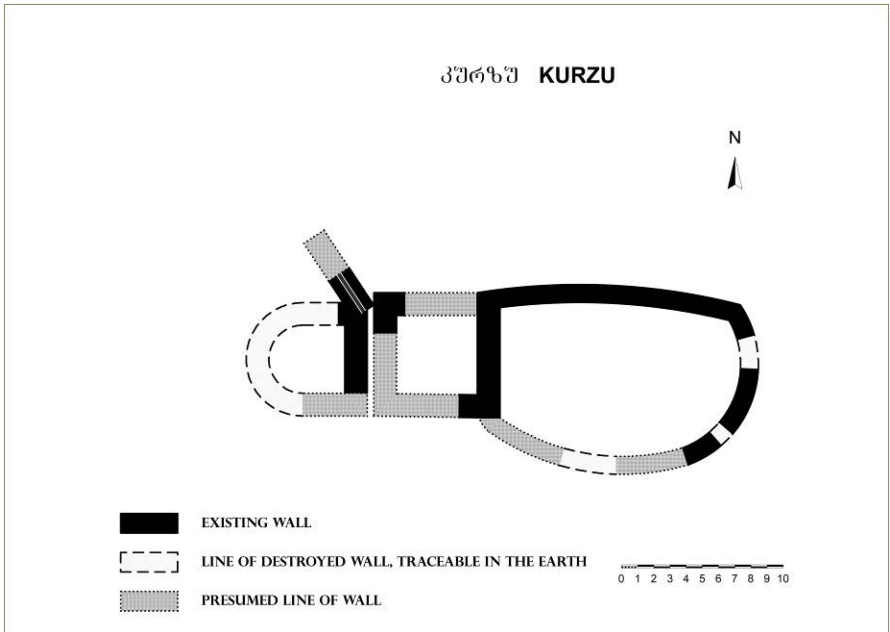 კურზუ KURZU
N
EXISTING WALL
LINE OF DESTROYED WALL, TRACEABLE IN THE EARTH
0 1 2 3 4 5 6 7 8 9 10
PRESUMED LINE OF WALL